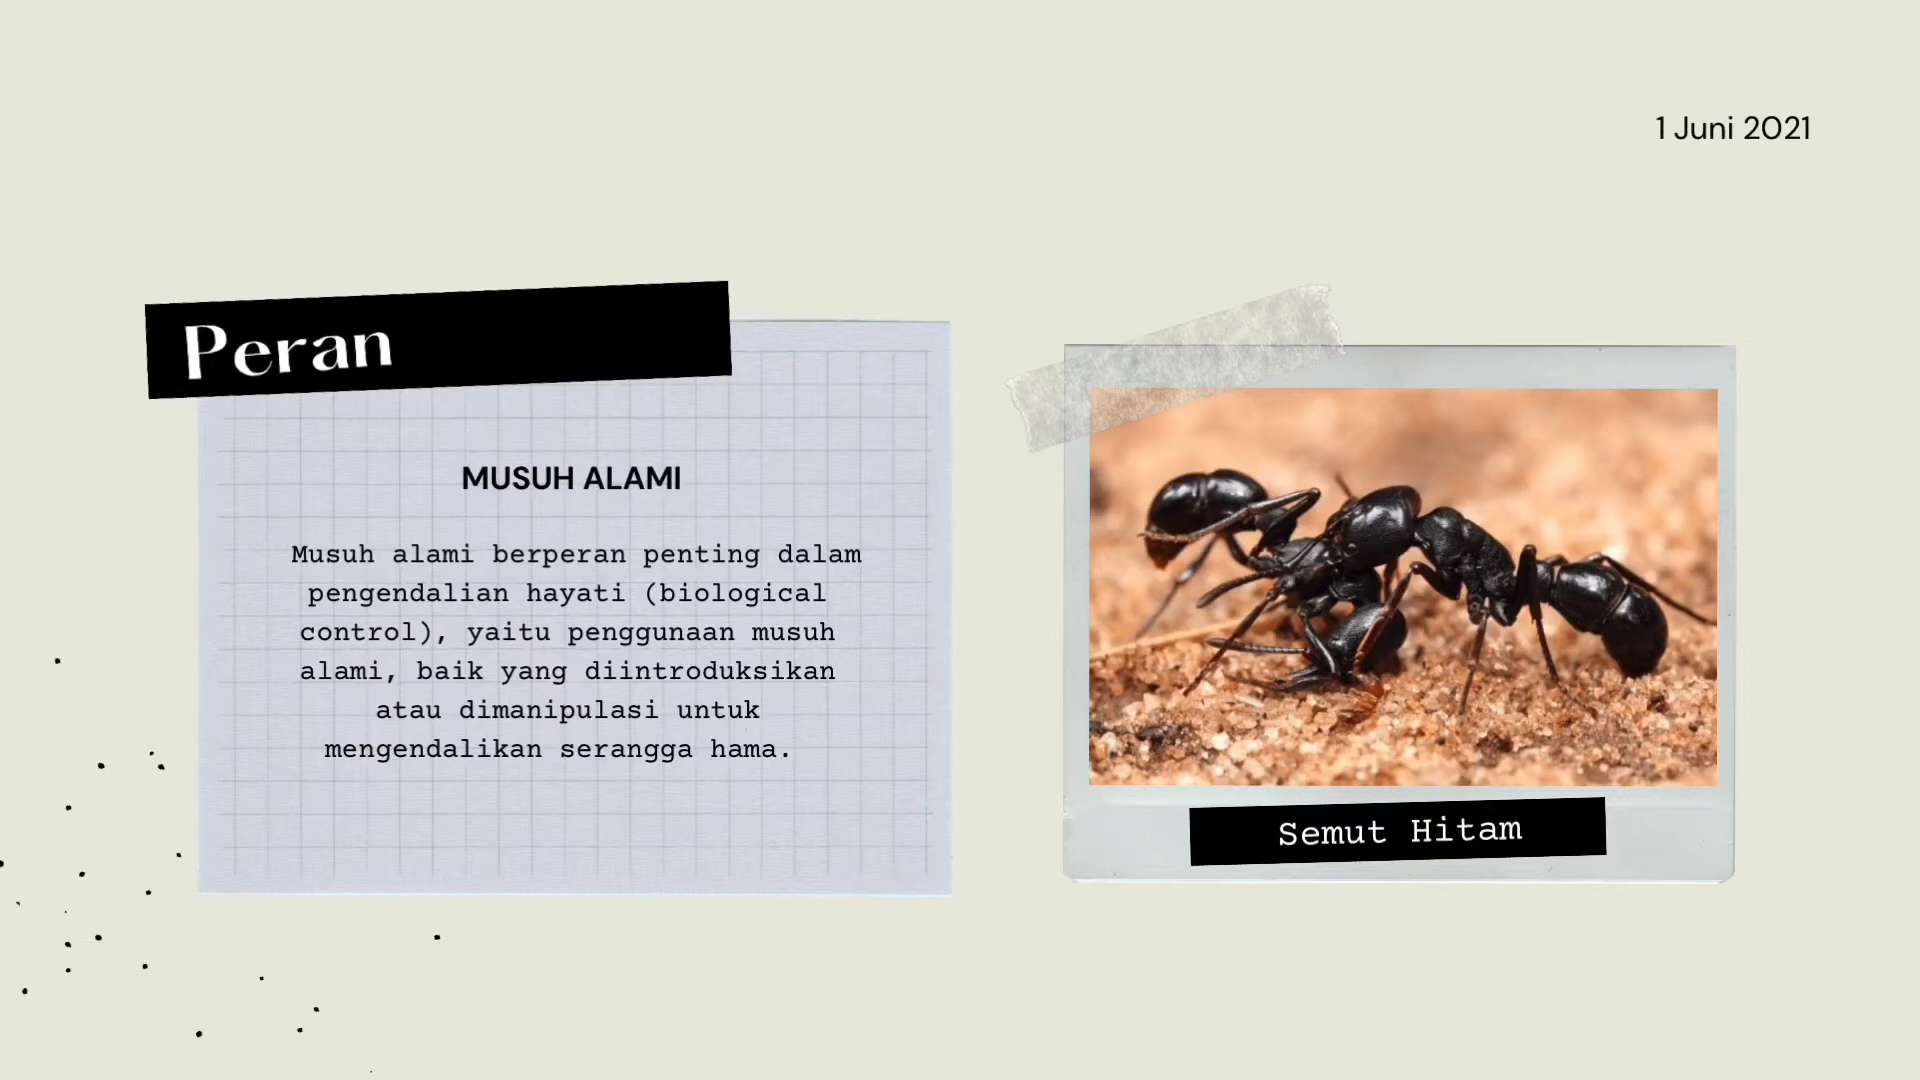 1 Juni 2021
Peran
MUSUH ALAMI
Musuh alami berperan penting dalam
pengendalian hayati (biological
control), yaitu penggunaan musuh
alami, baik yang diintroduksikan
atau dimanipulasi untuk
mengendalikan serangga hama.
Semut Hitam